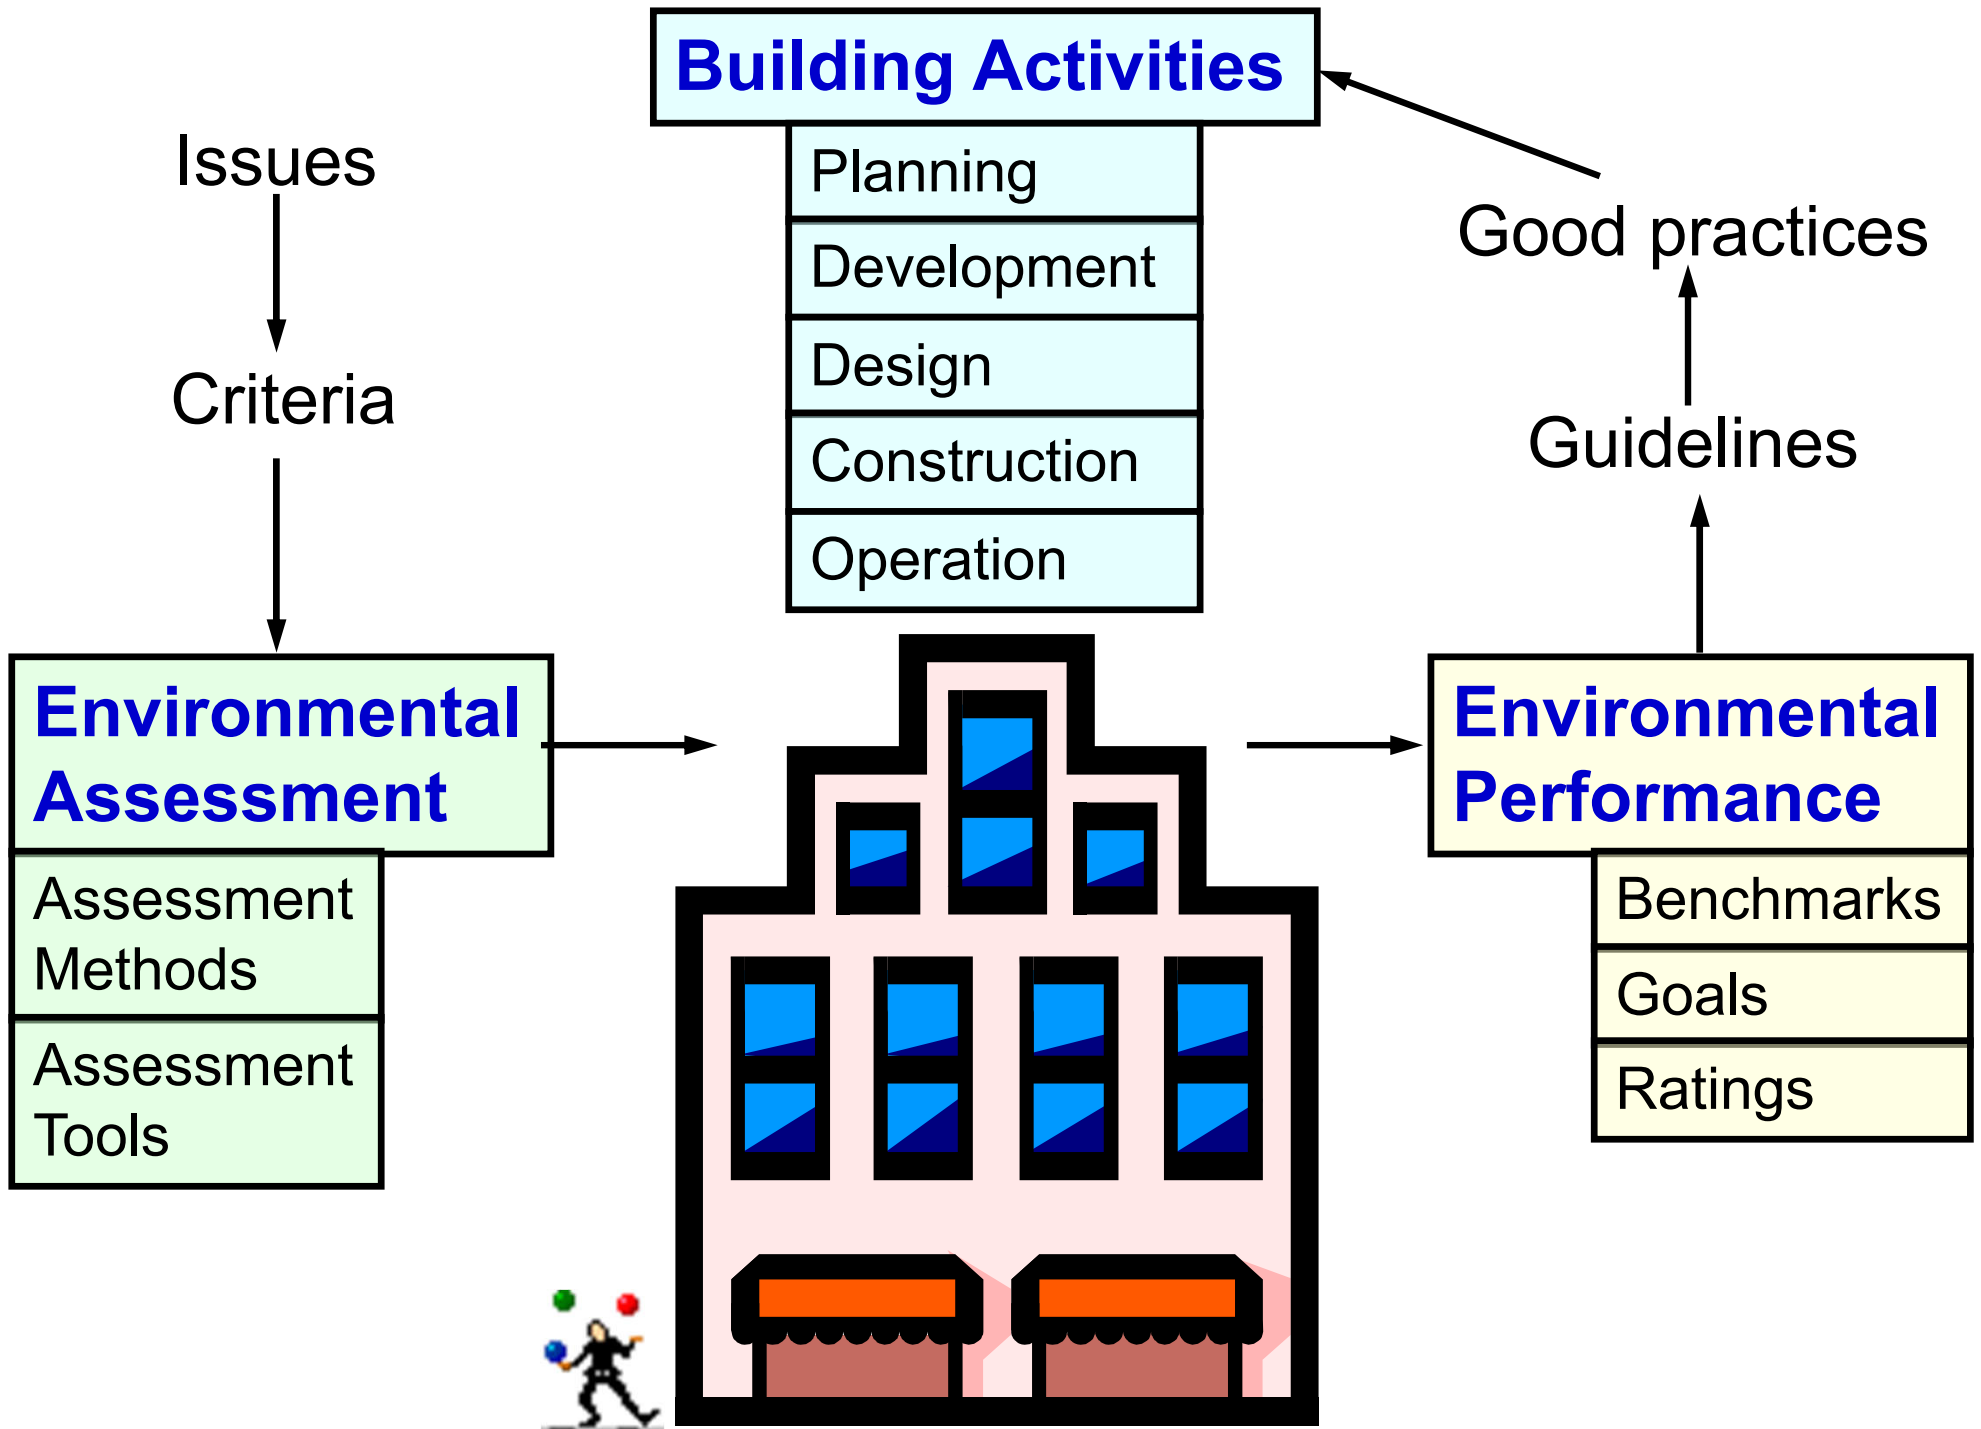 Building Activities
Planning
Development
Design
Construction
Operation
Issues
Criteria
Environmental
Assessment
Assessment
Methods
Assessment
Tools
Good practices
Guidelines
Environmental
Performance
Benchmarks
Goals
Ratings